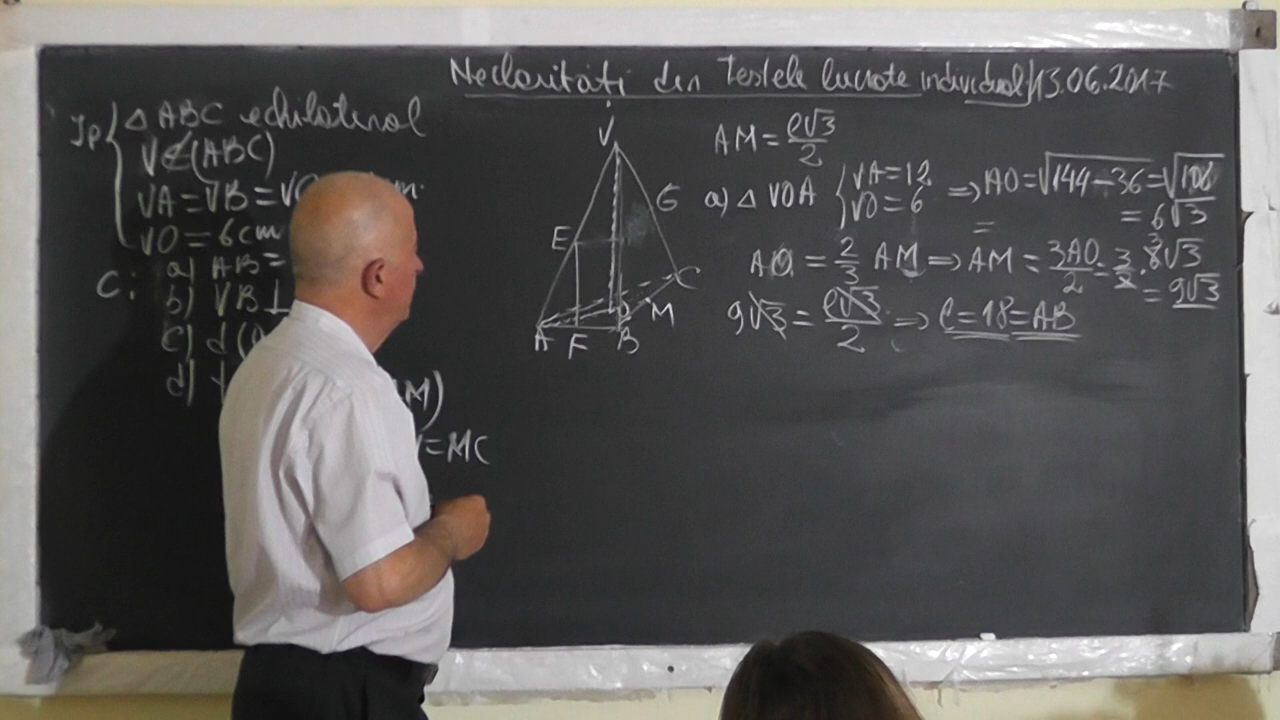 Neclarități din Testele lucrate individual/13.06.2017
Ip { △ ABC echilateral
V∉(ABC)
VA=VB=V
VO=6cm
C: a) AB=
b) VB⊥
c) d(
d)
M)
=MC
V
E
G
A F B M C
AM=ℓ√3/2
a) △ VOA { VA=12 VO=6 ⇒ AO=√144-36=√108
= 6√3
AO = 2/3 AM ⇒ AM = 3AO/2 = 3/2 · 6√3
= 9√3
9√3 = ℓ√3/2 ⇒ ℓ=18=AB